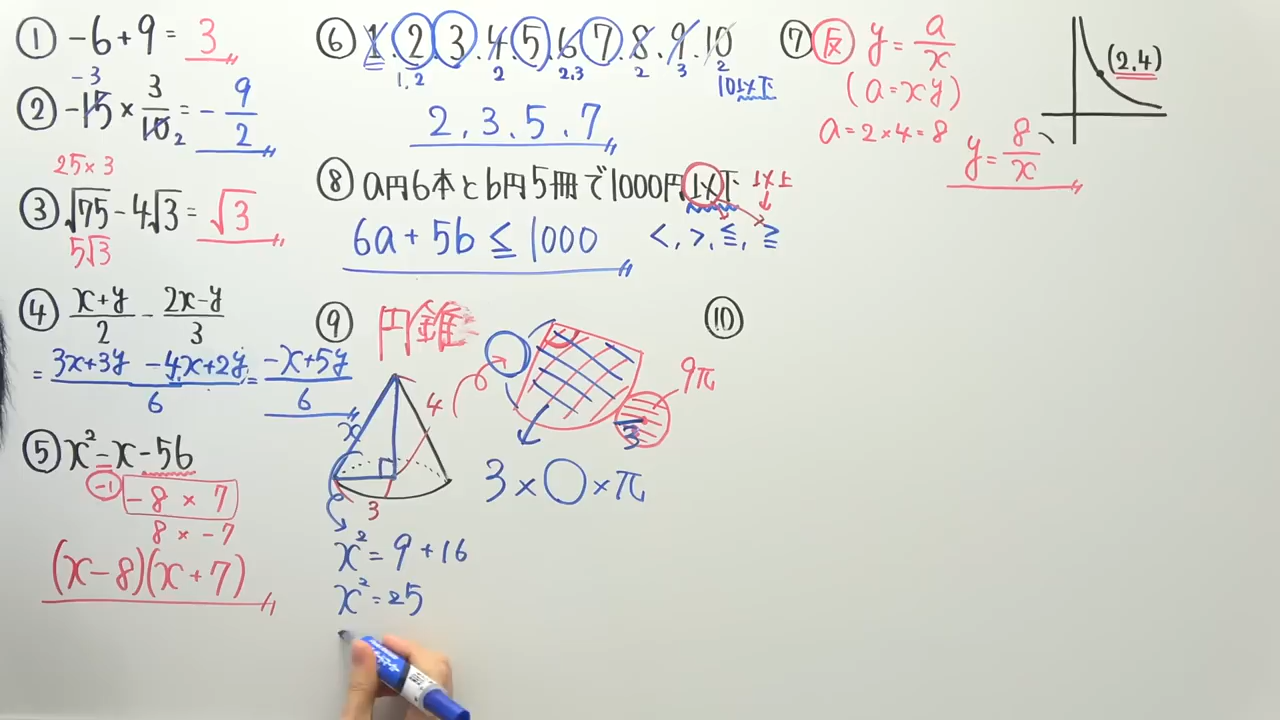 ① -6+9= 3
-3
② -15×3/10= -9/2
2
25×3
③ √75-4√3= √3
5√3
④ x+y/2 - 2x-y/3
= 3x+3y -4x+2y/6 = -x+5y/6
⑤ x²-x-56
-1 -8 × 7
8 × -7
(x-8)(x+7)
⑥ 1.2.3.4.5.6.7.8.9.10
1,2 2 2,3 2 3 2
10以下
2,3,5,7
⑧ a円6本とb円5冊で1000円以下 以上
6a+5b≦1000 <,>,≦,≧
⑨ 円錐
x
4
3
9π
3
3×○×π
x²=9+16
x²=25
⑦ 反 y=a/x
(a=xy)
a=2×4=8
y=8/x
(2.4)
⑩